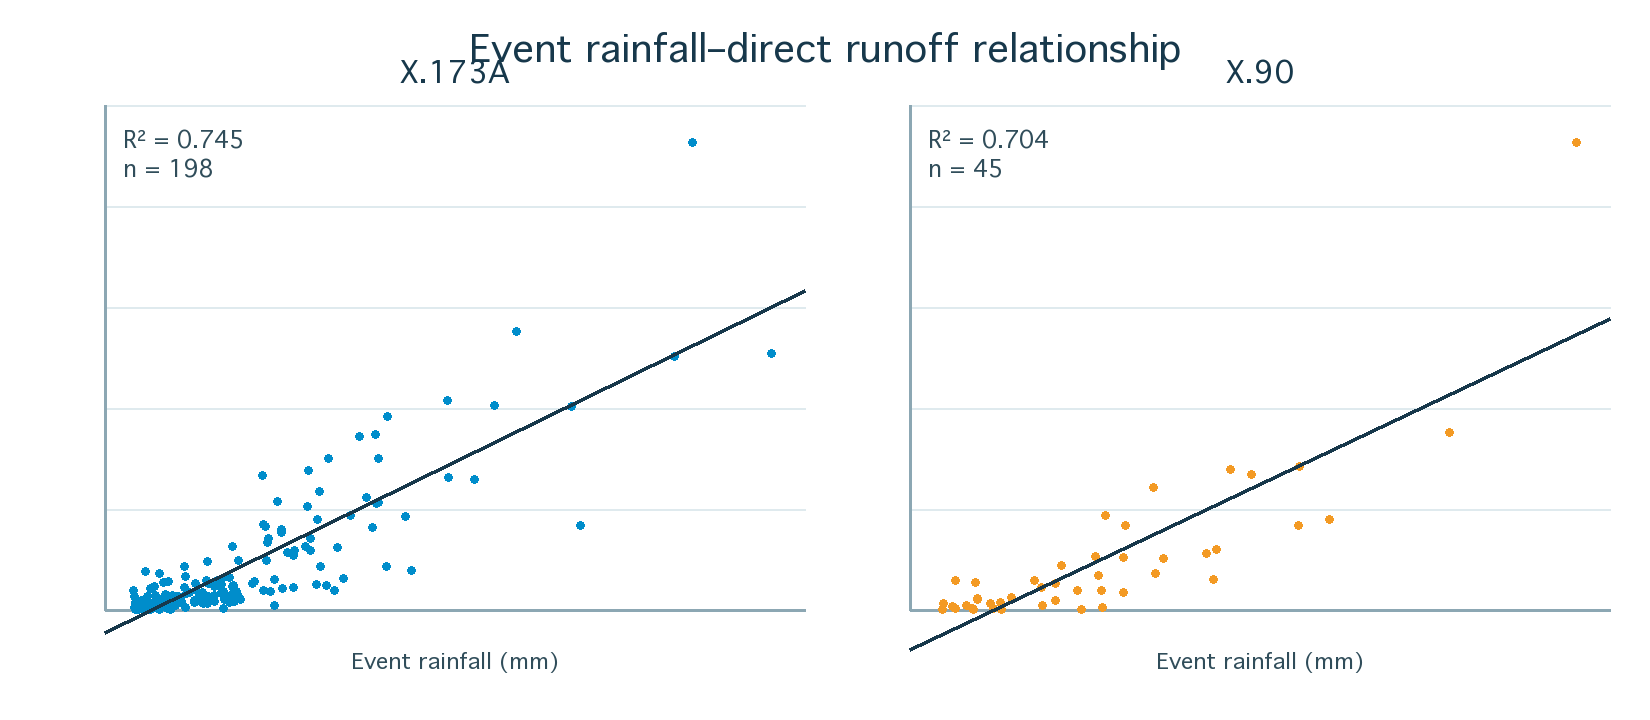 Event rainfall–direct runoff relationship
X.173A
X.90
R² = 0.745
n = 198
R² = 0.704
n = 45
Event rainfall (mm)
Event rainfall (mm)